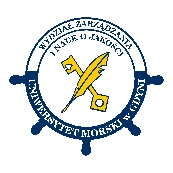 WYDZIAŁ ZARZĄDZANIA
I NAUK O JAKOŚCI
UNIWERSYTET MORSKI w GDYNI